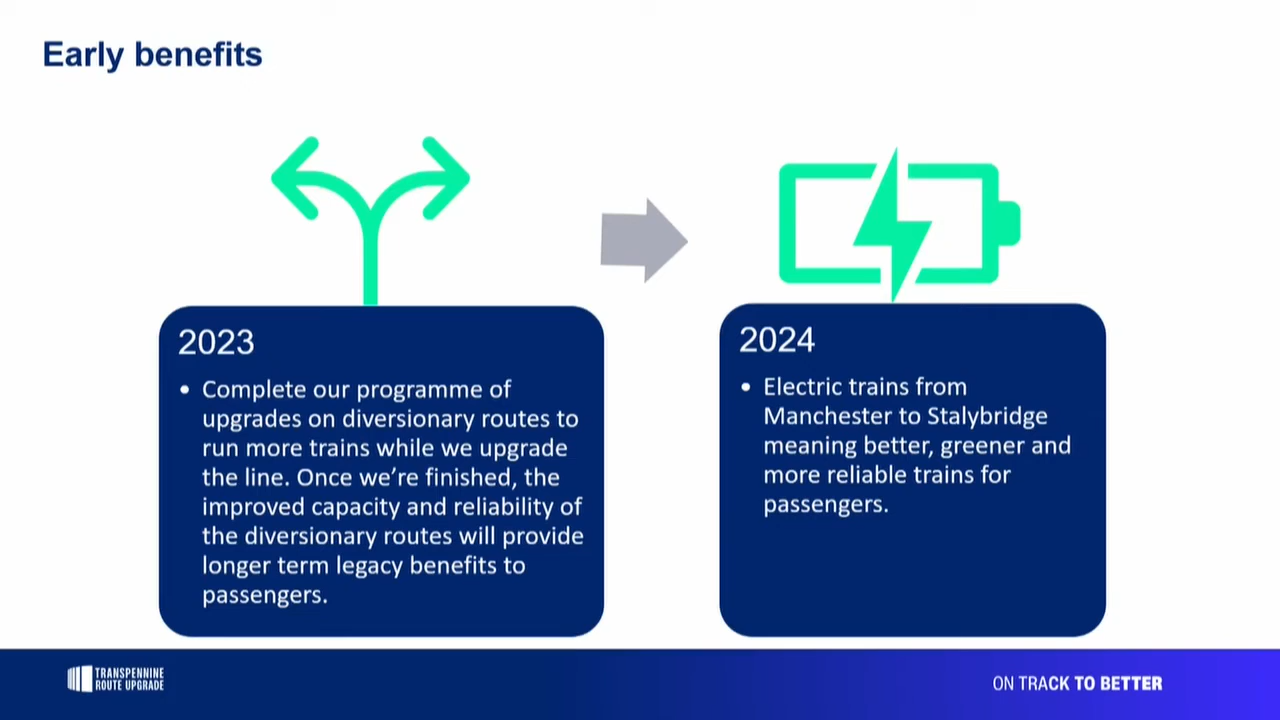 Early benefits
2023
• Complete our programme of
upgrades on diversionary routes to
run more trains while we upgrade
the line. Once we’re finished, the
improved capacity and reliability of
the diversionary routes will provide
longer term legacy benefits to
passengers.
2024
• Electric trains from
Manchester to Stalybridge
meaning better, greener and
more reliable trains for
passengers.
TRANSPENNINE
ROUTE UPGRADE
ON TRACK TO BETTER